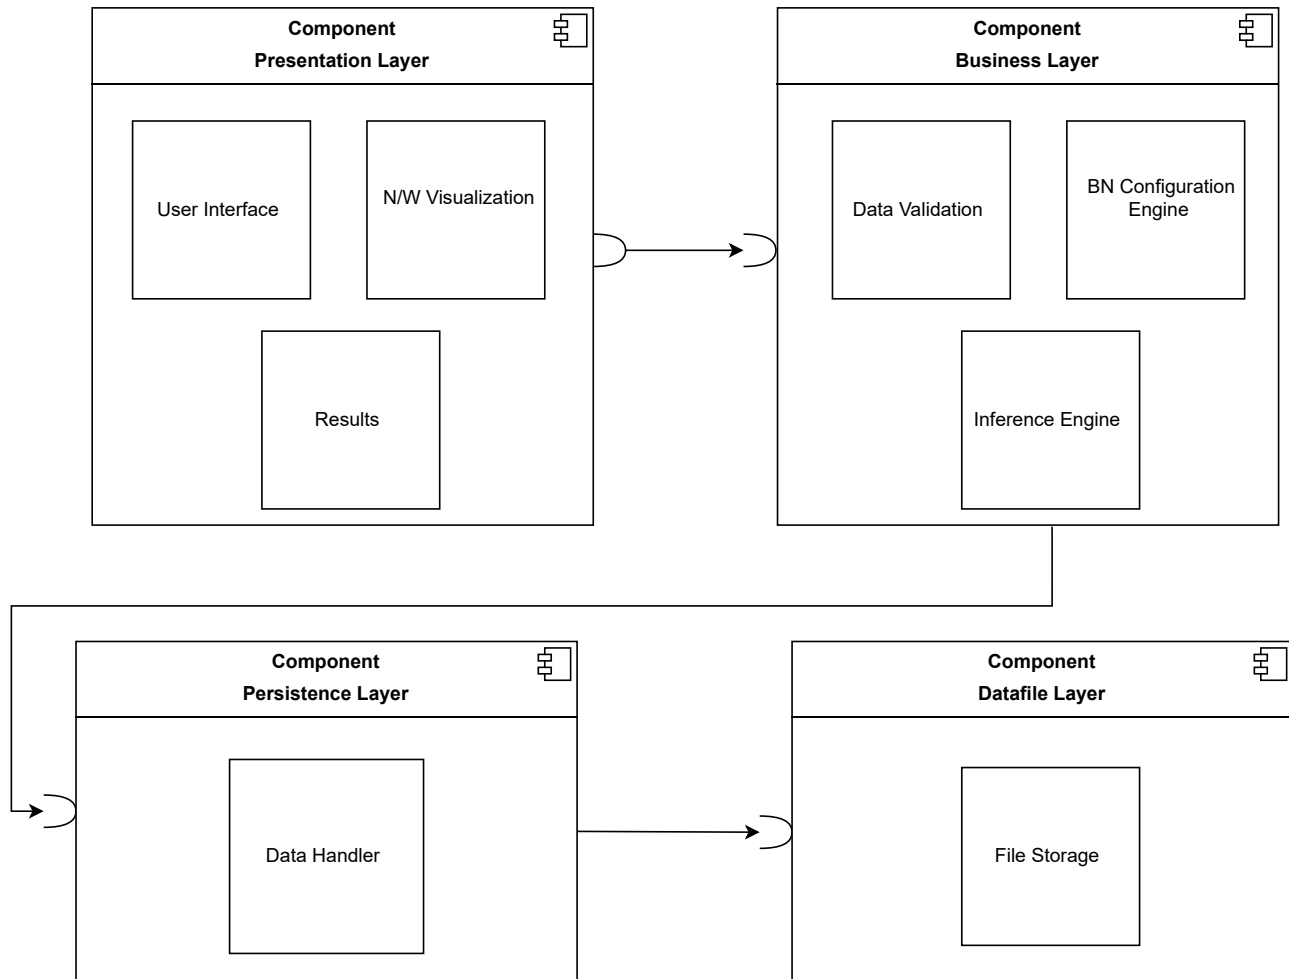 Component
Presentation Layer
User Interface
N/W Visualization
Results
Component
Business Layer
Data Validation
BN Configuration
Engine
Inference Engine
Component
Persistence Layer
Data Handler
Component
Datafile Layer
File Storage